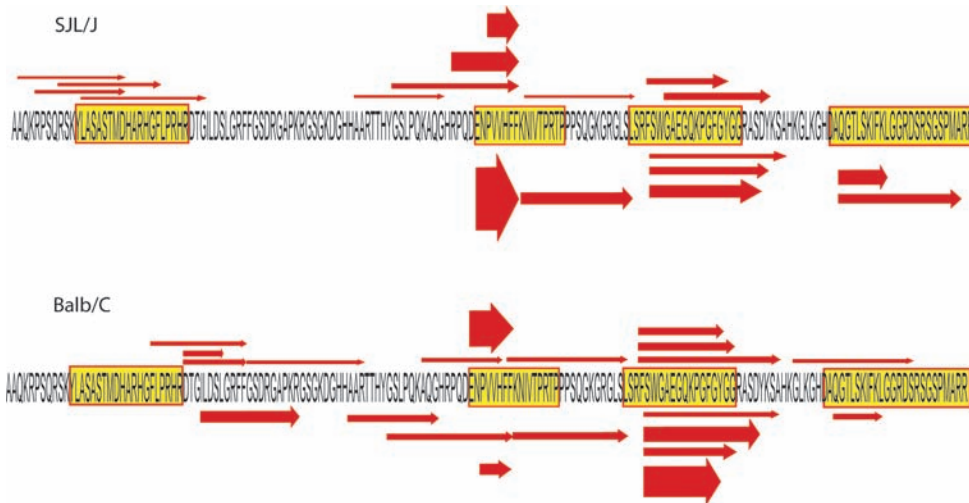 SJL/J
AAQKRPSQRSKYLASASTMDHARHGFLPRHRDTGILDSLGRFFGSDRGAPKRGSGKDGHHAARTTHYGSLPQKAQGHRPQDENPVVHFFKNIVTPRTPPPSQGKGRGLSLSRFSWGAEGQKPGFGYGGRASDYKSAHKGLKGHDAQGTLSKIFKLGGRDSRSGSPMARR
Balb/C
AAQKRPSQRSKYLASASTMDHARHGFLPRHRDTGILDSLGRFFGSDRGAPKRGSGKDGHHAARTTHYGSLPQKAQGHRPQDENPVVHFFKNIVTPRTPPPSQGKGRGLSLSRFSWGAEGQKPGFGYGGRASDYKSAHKGLKGHDAQGTLSKIFKLGGRDSRSGSPMARR